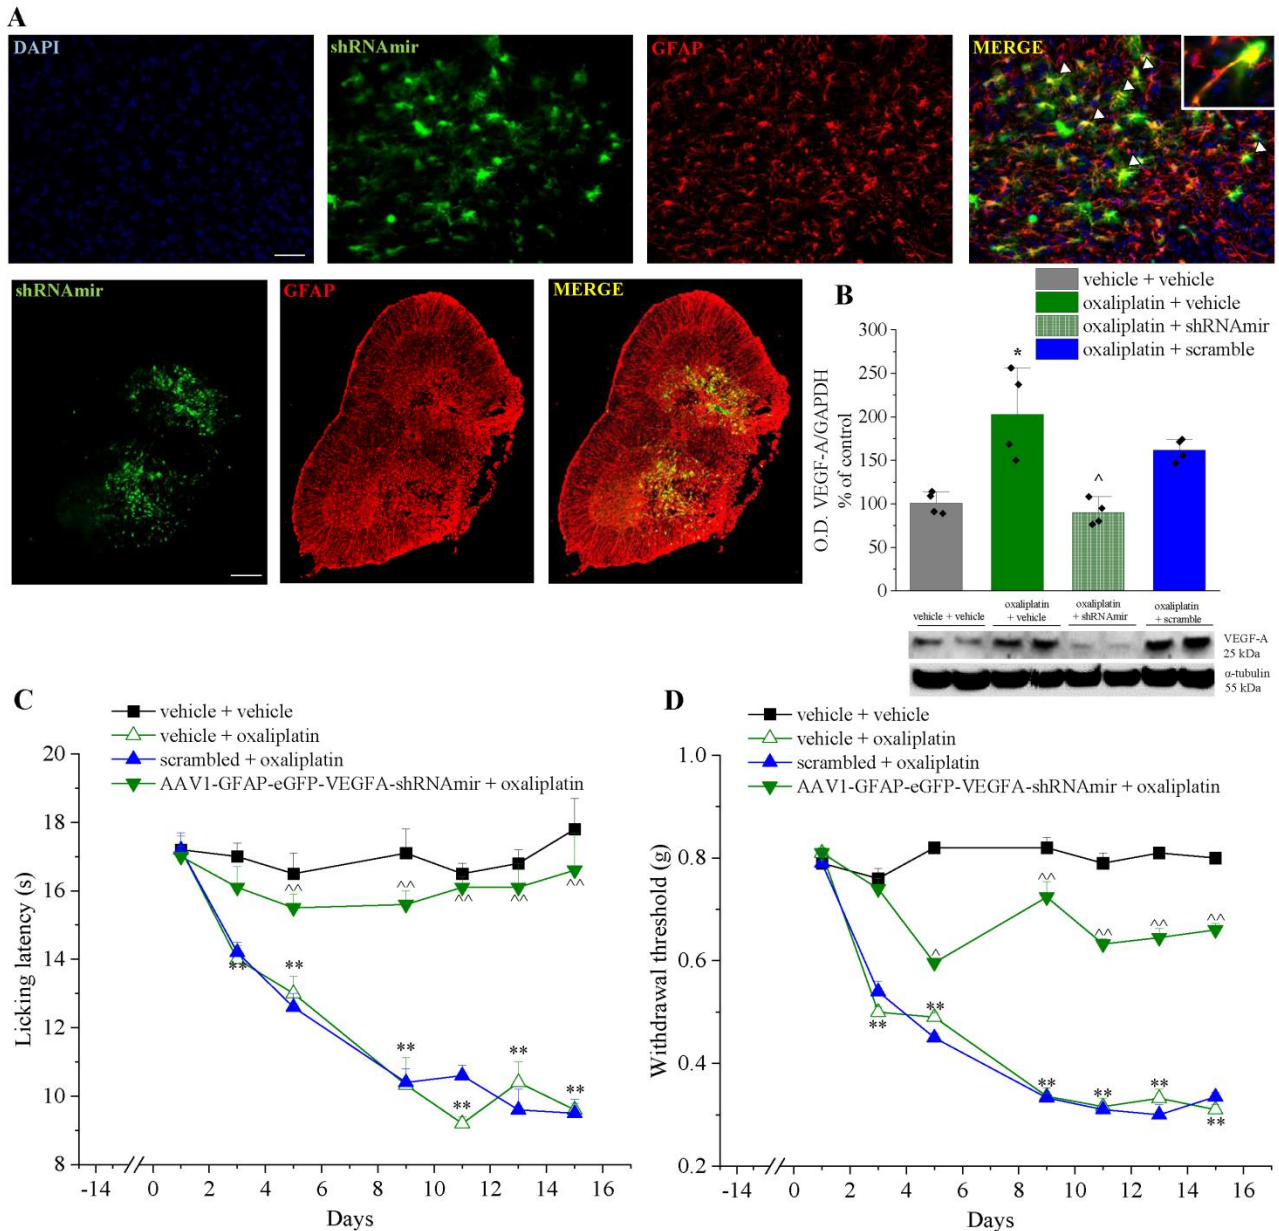 A
DAPI
shRNAmir
GFAP
MERGE
shRNAmir
GFAP
MERGE
B
vehicle + vehicle
oxaliplatin + vehicle
oxaliplatin + shRNAmir
oxaliplatin + scramble
O.D. VEGF-A/GAPDH
% of control
300
250
200
150
100
50
0
*
^
vehicle + vehicle
oxaliplatin
+ vehicle
oxaliplatin
+ shRNAmir
oxaliplatin
+ scramble
VEGF-A
25 kDa
α-tubulin
55 kDa
C
vehicle + vehicle
vehicle + oxaliplatin
scrambled + oxaliplatin
AAV1-GFAP-eGFP-VEGFA-shRNAmir + oxaliplatin
Licking latency (s)
20
18
16
14
12
10
8
^^
^^
^^
^^
^^
**
**
**
**
**
**
-14
0
2
4
6
8
10
12
14
16
Days
D
vehicle + vehicle
vehicle + oxaliplatin
scrambled + oxaliplatin
AAV1-GFAP-eGFP-VEGFA-shRNAmir + oxaliplatin
Withdrawal threshold (g)
1.0
0.8
0.6
0.4
0.2
^
^^
^^
^^
^^
**
**
**
**
**
**
-14
0
2
4
6
8
10
12
14
16
Days